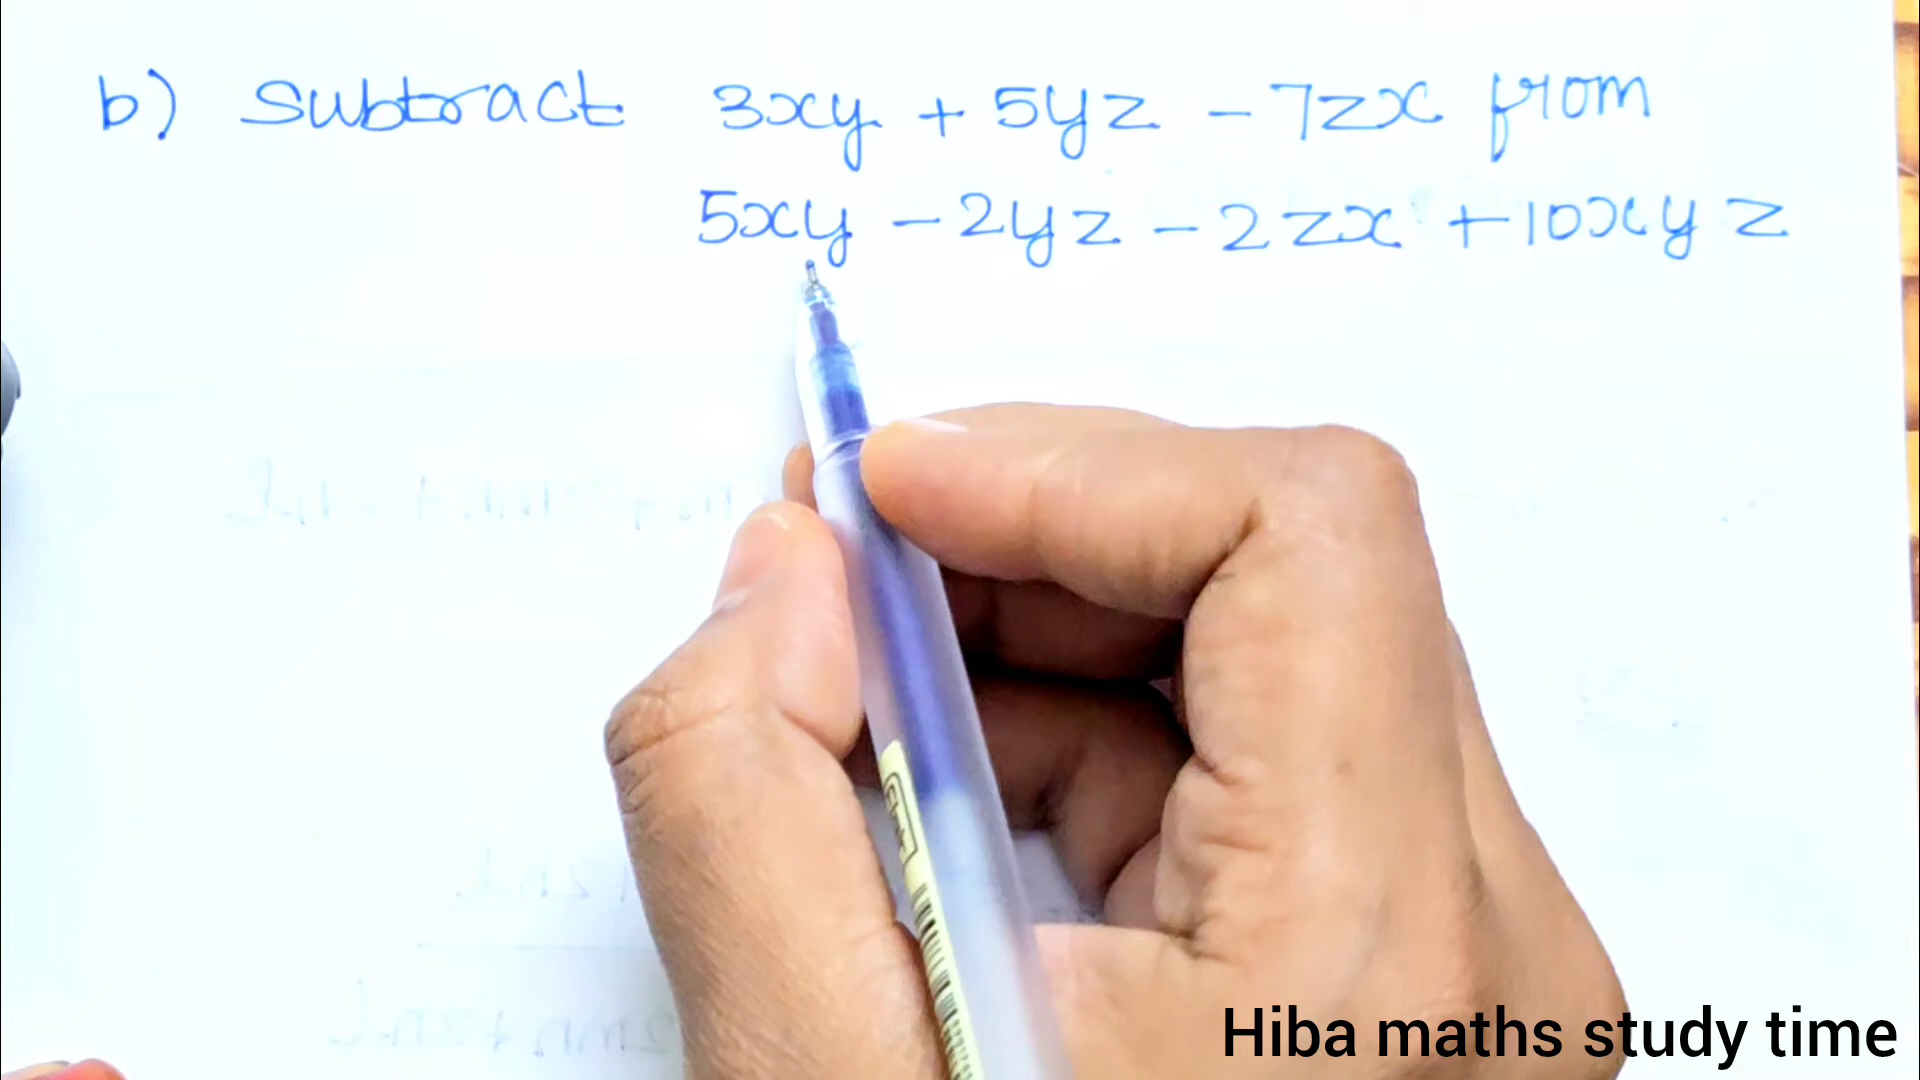 b) Subtract 3xy + 5yz - 7zx from
5xy - 2yz - 2zx + 10xyz
Hiba maths study time